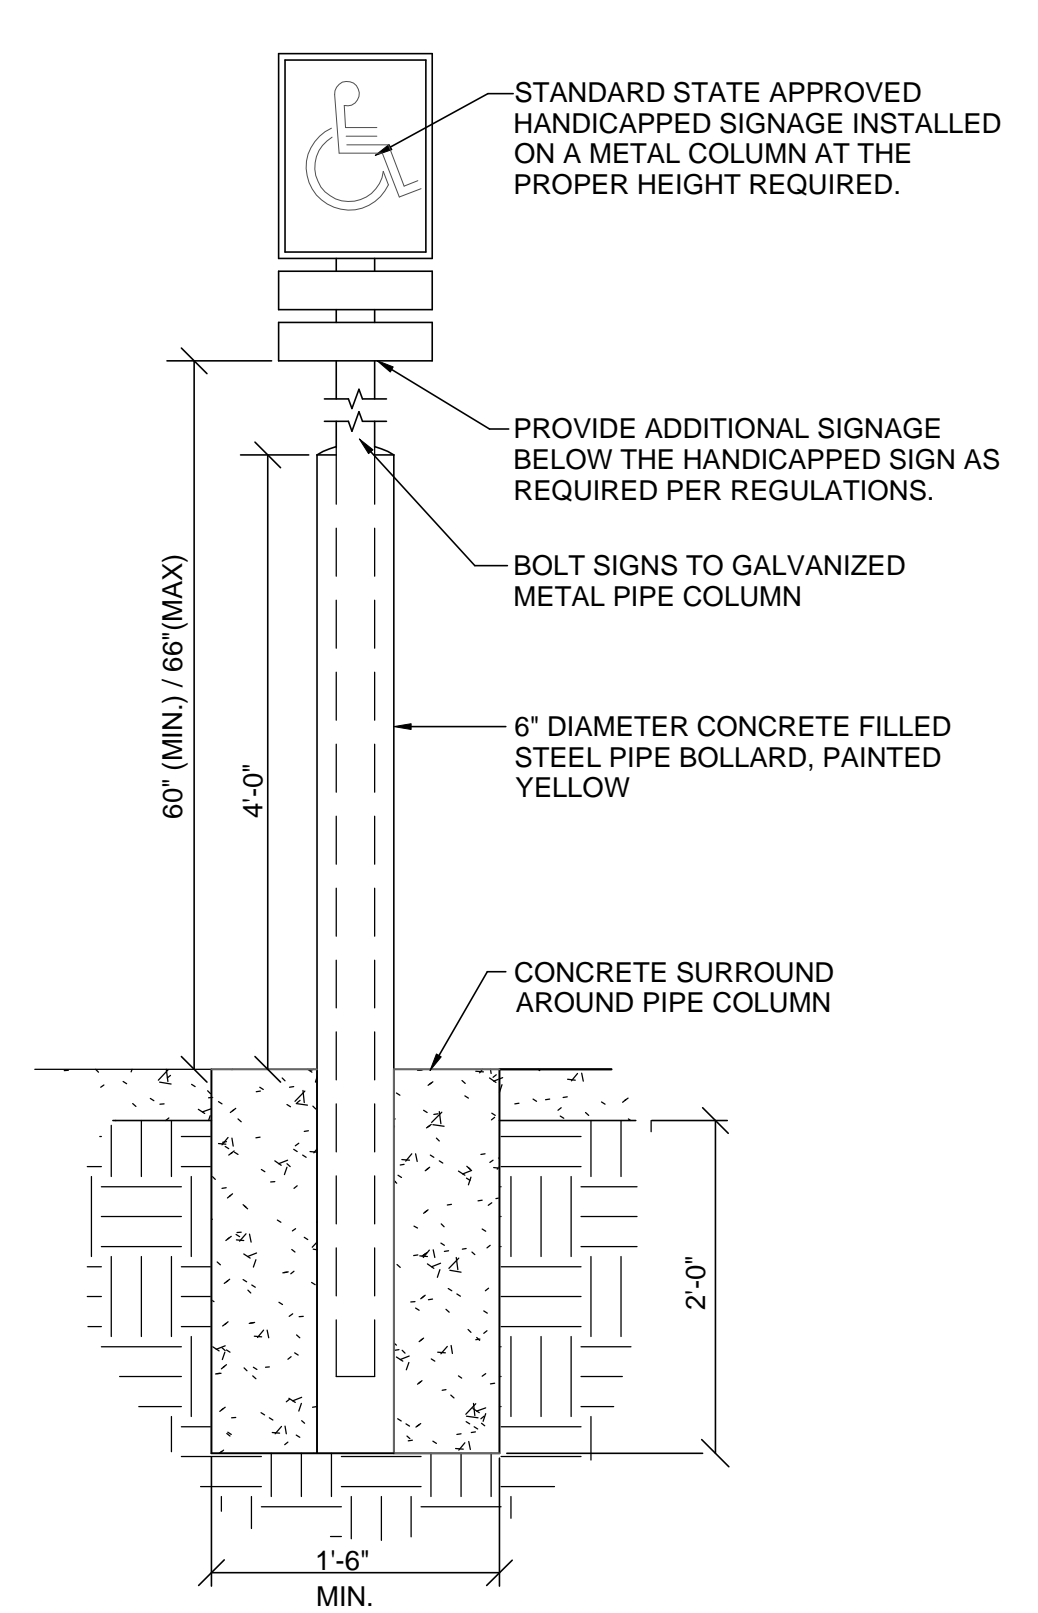 STANDARD STATE APPROVED
HANDICAPPED SIGNAGE INSTALLED
ON A METAL COLUMN AT THE
PROPER HEIGHT REQUIRED.
PROVIDE ADDITIONAL SIGNAGE
BELOW THE HANDICAPPED SIGN AS
REQUIRED PER REGULATIONS.
BOLT SIGNS TO GALVANIZED
METAL PIPE COLUMN
60" (MIN.) / 66"(MAX)
4'-0"
6" DIAMETER CONCRETE FILLED
STEEL PIPE BOLLARD, PAINTED
YELLOW
CONCRETE SURROUND
AROUND PIPE COLUMN
2'-0"
1'-6"
MIN.